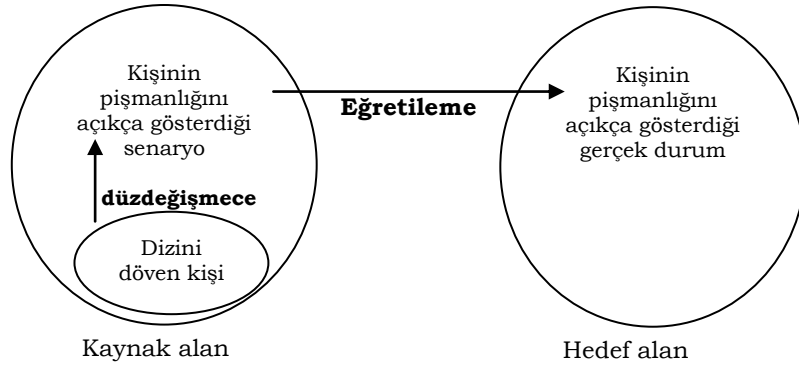 Kişinin
pişmanlığını
açıkça gösterdiği
senaryo
Eğretileme
Kişinin
pişmanlığını
açıkça gösterdiği
gerçek durum
düzdeğişmece
Dizini
döven kişi
Kaynak alan
Hedef alan